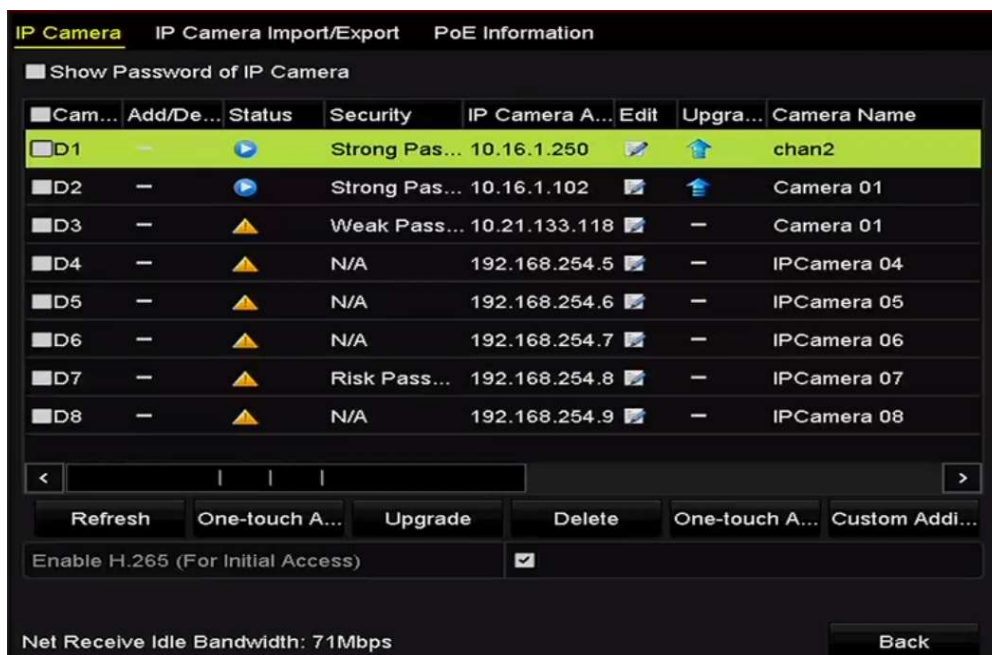 IP Camera IP Camera Import/Export PoE Information
Show Password of IP Camera
Cam... Add/De... Status Security IP Camera A... Edit Upgra... Camera Name
D1 – Strong Pas... 10.16.1.250 chan2
D2 – Strong Pas... 10.16.1.102 Camera 01
D3 – Weak Pass... 10.21.133.118 – Camera 01
D4 – N/A 192.168.254.5 – IPCamera 04
D5 – N/A 192.168.254.6 – IPCamera 05
D6 – N/A 192.168.254.7 – IPCamera 06
D7 – Risk Pass... 192.168.254.8 – IPCamera 07
D8 – N/A 192.168.254.9 – IPCamera 08
< >
Refresh One-touch A... Upgrade Delete One-touch A... Custom Addi...
Enable H.265 (For Initial Access)
Net Receive Idle Bandwidth: 71Mbps Back